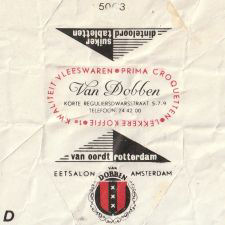 5003
suiker
tabletten
dinteloord
KWALITEIT VLEESWAREN • PRIMA CROQUETTEN • LEKKERE KOFFIE
Van Dobben
KORTE REGULIERSDWARSSTRAAT 5-7-9
TELEFOON 24 42 00
van oordt rotterdam
VAN
EETSALON DOBBEN AMSTERDAM
D